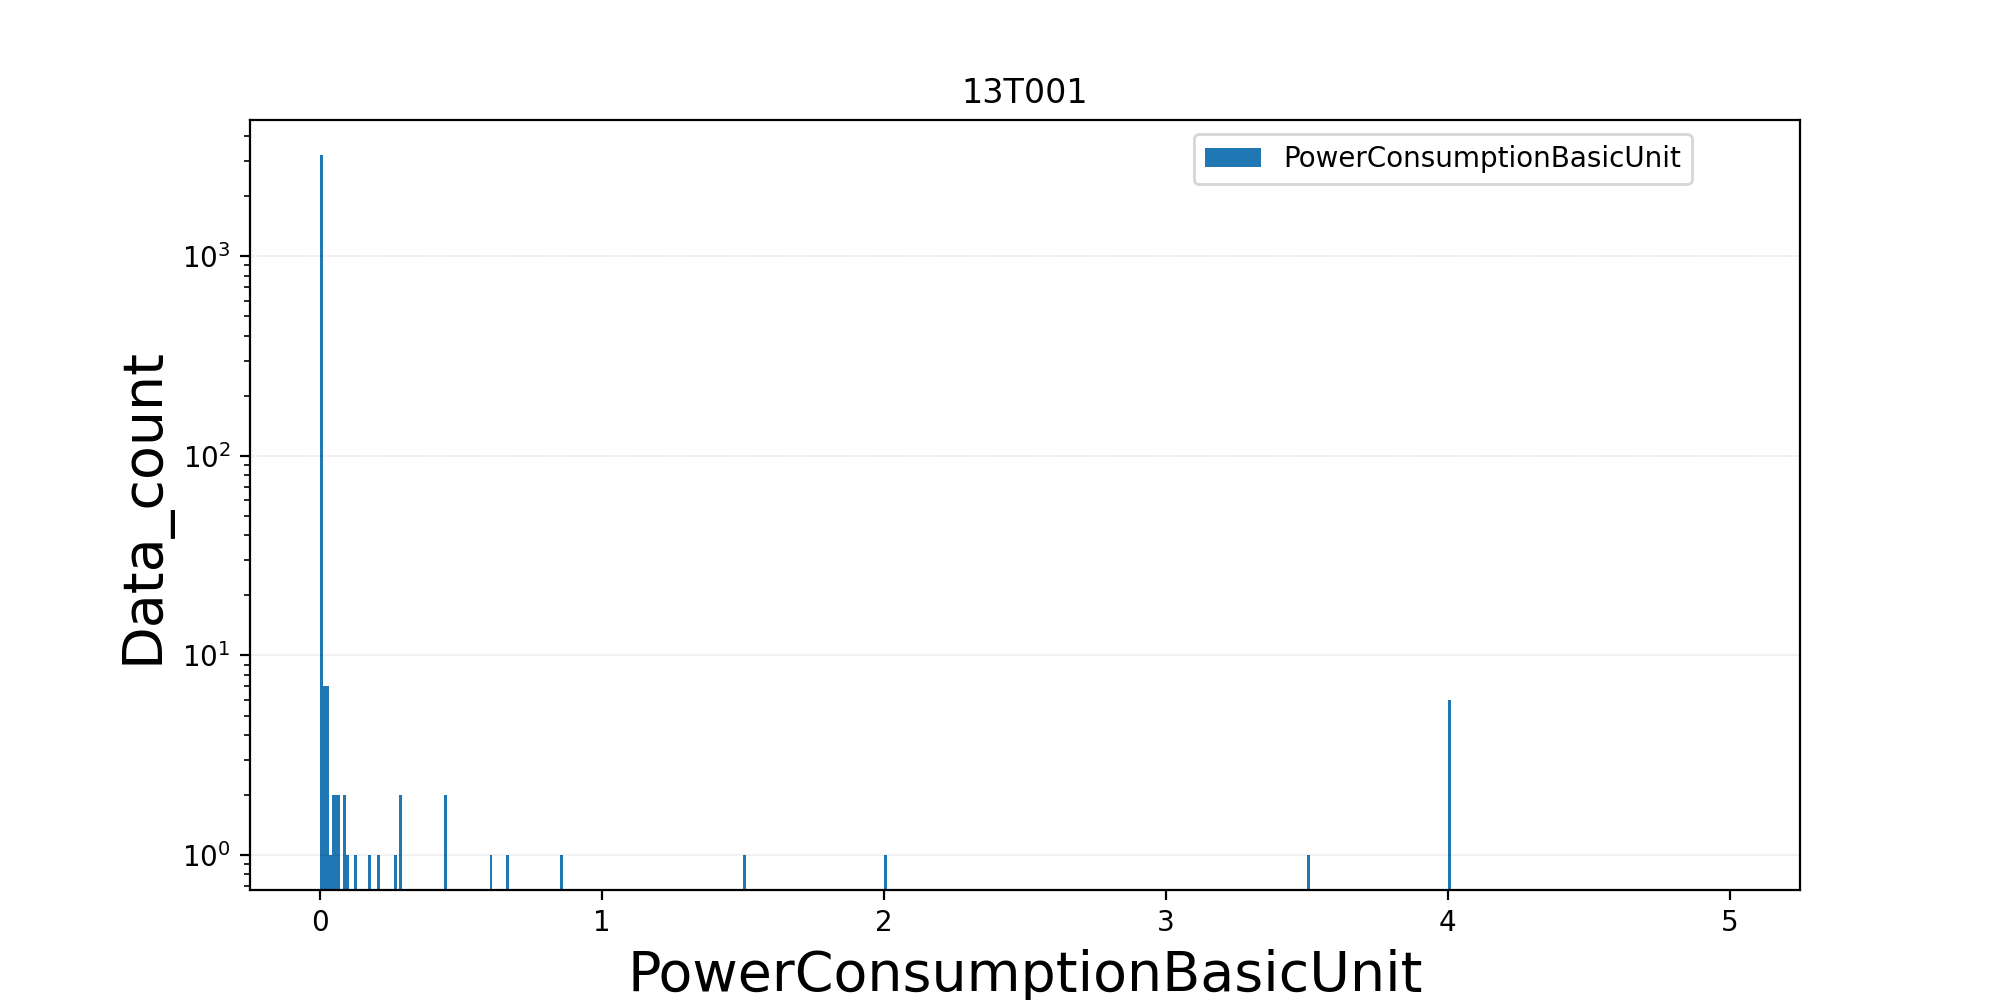 13T001
PowerConsumptionBasicUnit
Data_count
10³
10²
10¹
10⁰
0 1 2 3 4 5
PowerConsumptionBasicUnit